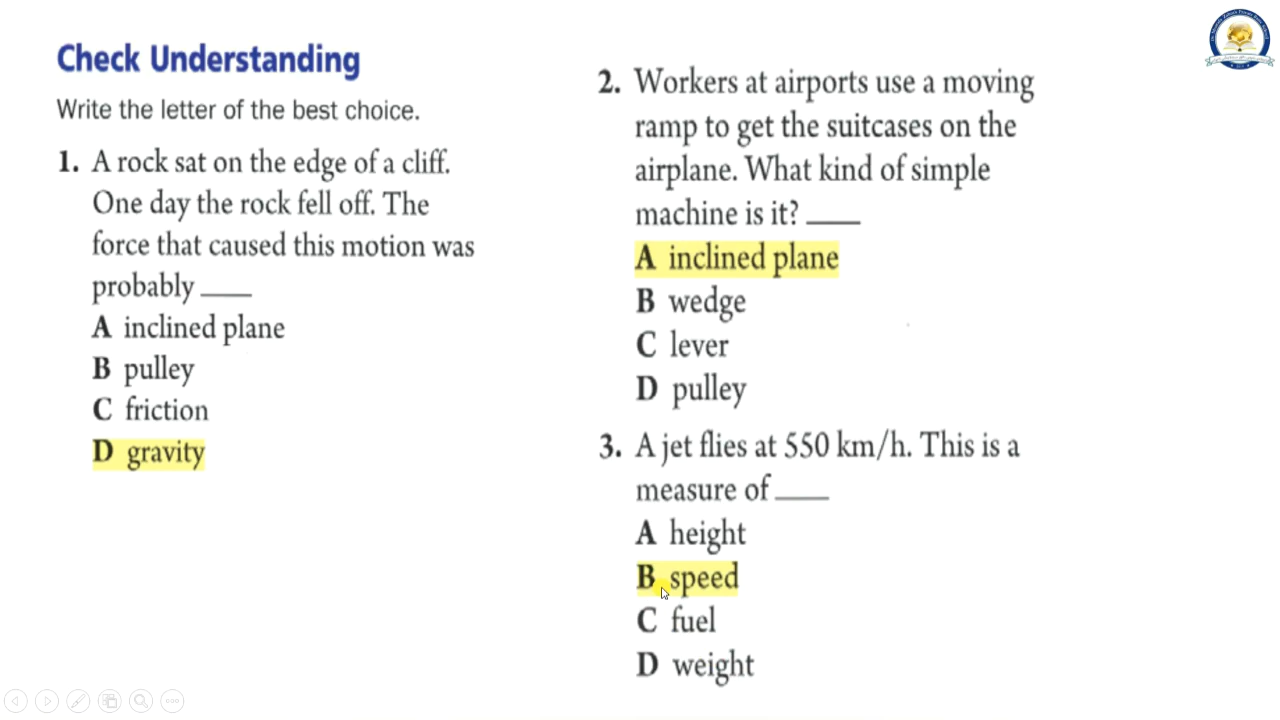 Check Understanding
Write the letter of the best choice.
1. A rock sat on the edge of a cliff.
One day the rock fell off. The
force that caused this motion was
probably ____
A inclined plane
B pulley
C friction
D gravity
2. Workers at airports use a moving
ramp to get the suitcases on the
airplane. What kind of simple
machine is it? ____
A inclined plane
B wedge
C lever
D pulley
3. A jet flies at 550 km/h. This is a
measure of ____
A height
B speed
C fuel
D weight